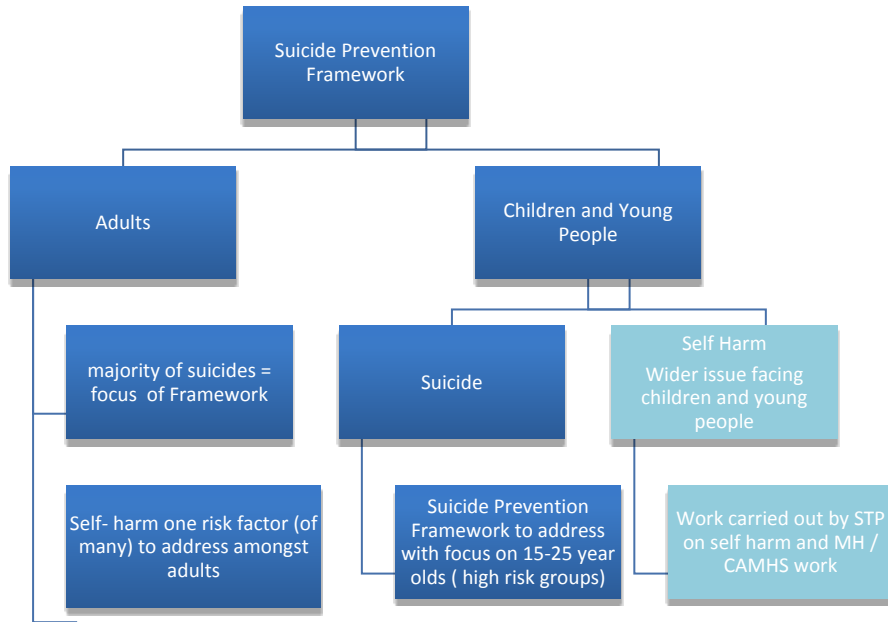 Suicide Prevention
Framework
Adults
Children and Young
People
majority of suicides =
focus of Framework
Self- harm one risk factor (of
many) to address amongst
adults
Suicide
Suicide Prevention
Framework to address
with focus on 15-25 year
olds ( high risk groups)
Self Harm
Wider issue facing
children and young
people
Work carried out by STP
on self harm and MH /
CAMHS work